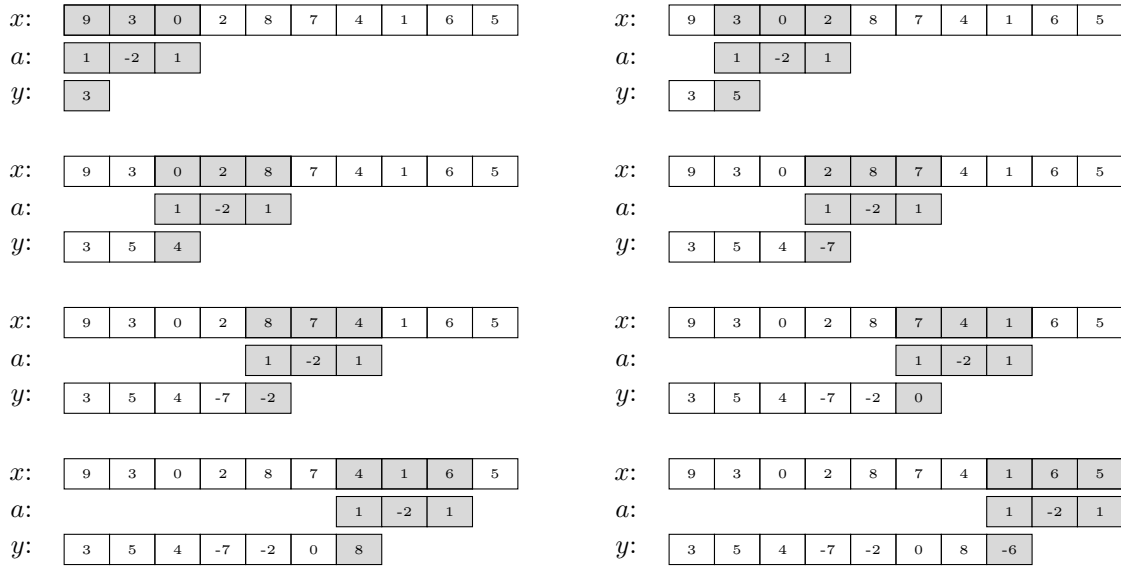 x: 9 3 0 2 8 7 4 1 6 5
a: 1 -2 1
y: 3
x: 9 3 0 2 8 7 4 1 6 5
a: 1 -2 1
y: 3 5
x: 9 3 0 2 8 7 4 1 6 5
a: 1 -2 1
y: 3 5 4
x: 9 3 0 2 8 7 4 1 6 5
a: 1 -2 1
y: 3 5 4 -7
x: 9 3 0 2 8 7 4 1 6 5
a: 1 -2 1
y: 3 5 4 -7 -2
x: 9 3 0 2 8 7 4 1 6 5
a: 1 -2 1
y: 3 5 4 -7 -2 0
x: 9 3 0 2 8 7 4 1 6 5
a: 1 -2 1
y: 3 5 4 -7 -2 0 8
x: 9 3 0 2 8 7 4 1 6 5
a: 1 -2 1
y: 3 5 4 -7 -2 0 8 -6